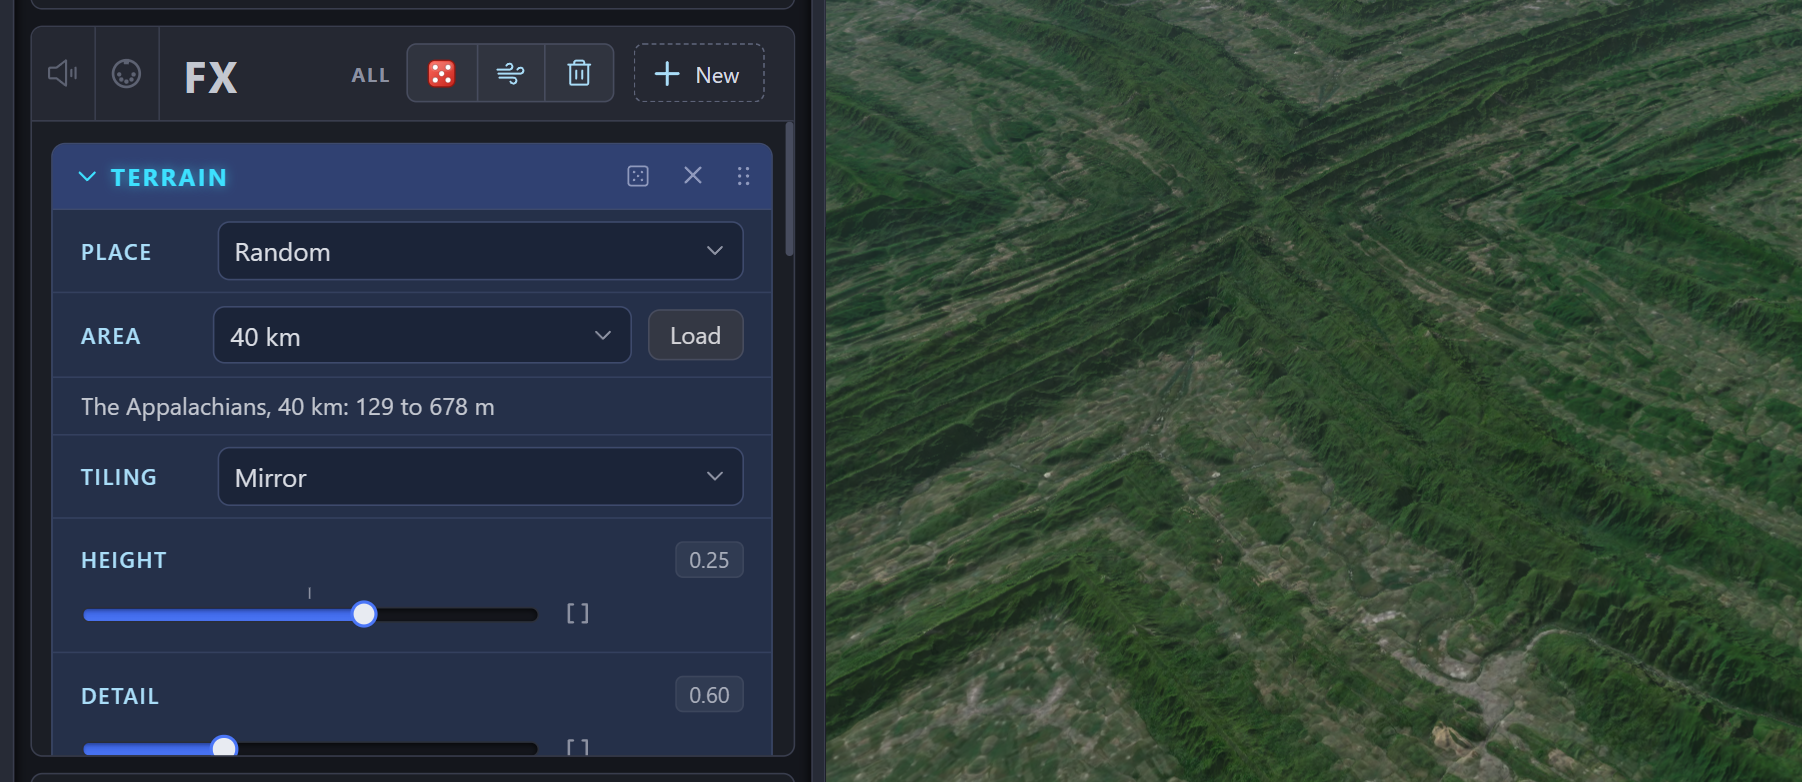 FX
ALL
New
TERRAIN
PLACE
Random
AREA
40 km
Load
The Appalachians, 40 km: 129 to 678 m
TILING
Mirror
HEIGHT
0.25
[ ]
DETAIL
0.60
[ ]